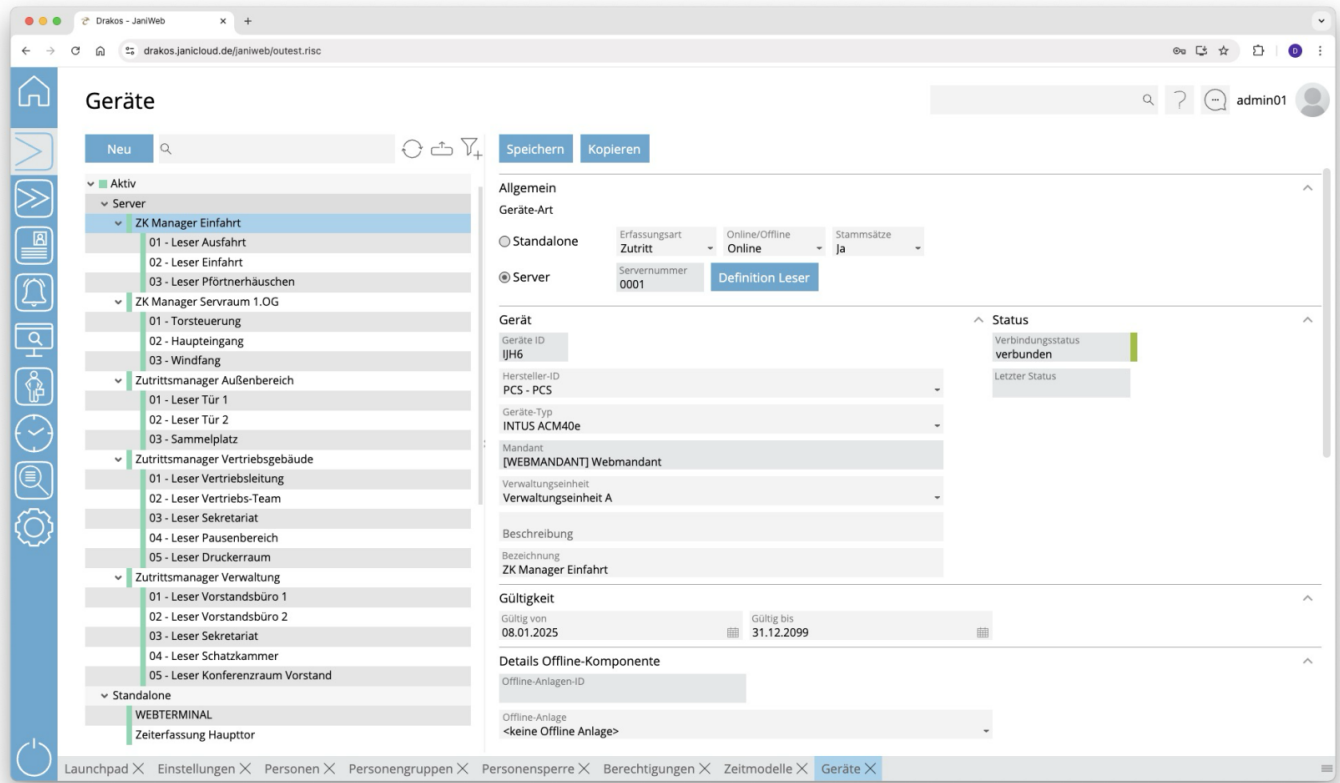 Drakos – JaniWeb
drakos.janicloud.de/janiweb/outest.risc
D
Geräte
?
admin01
Neu
Speichern
Kopieren
Aktiv
Server
ZK Manager Einfahrt
01 - Leser Ausfahrt
02 - Leser Einfahrt
03 - Leser Pförtnerhäuschen
ZK Manager Servraum 1.OG
01 - Torsteuerung
02 - Haupteingang
03 - Windfang
Zutrittsmanager Außenbereich
01 - Leser Tür 1
02 - Leser Tür 2
03 - Sammelplatz
Zutrittsmanager Vertriebsgebäude
01 - Leser Vertriebsleitung
02 - Leser Vertriebs-Team
03 - Leser Sekretariat
04 - Leser Pausenbereich
05 - Leser Druckerraum
Zutrittsmanager Verwaltung
01 - Leser Vorstandsbüro 1
02 - Leser Vorstandsbüro 2
03 - Leser Sekretariat
04 - Leser Schatzkammer
05 - Leser Konferenzraum Vorstand
Standalone
WEBTERMINAL
Zeiterfassung Haupttor
Allgemein
Geräte-Art
Standalone
Erfassungsart
Zutritt
Online/Offline
Online
Stammsätze
Ja
Server
Servernummer
0001
Definition Leser
Gerät
Geräte ID
IJH6
Hersteller-ID
PCS - PCS
Geräte-Typ
INTUS ACM40e
Mandant
[WEBMANDANT] Webmandant
Verwaltungseinheit
Verwaltungseinheit A
Beschreibung
Bezeichnung
ZK Manager Einfahrt
Status
Verbindungsstatus
verbunden
Letzter Status
Gültigkeit
Gültig von
08.01.2025
Gültig bis
31.12.2099
Details Offline-Komponente
Offline-Anlagen-ID
Offline-Anlage
<keine Offline Anlage>
Launchpad Einstellungen Personen Personengruppen Personensperre Berechtigungen Zeitmodelle Geräte